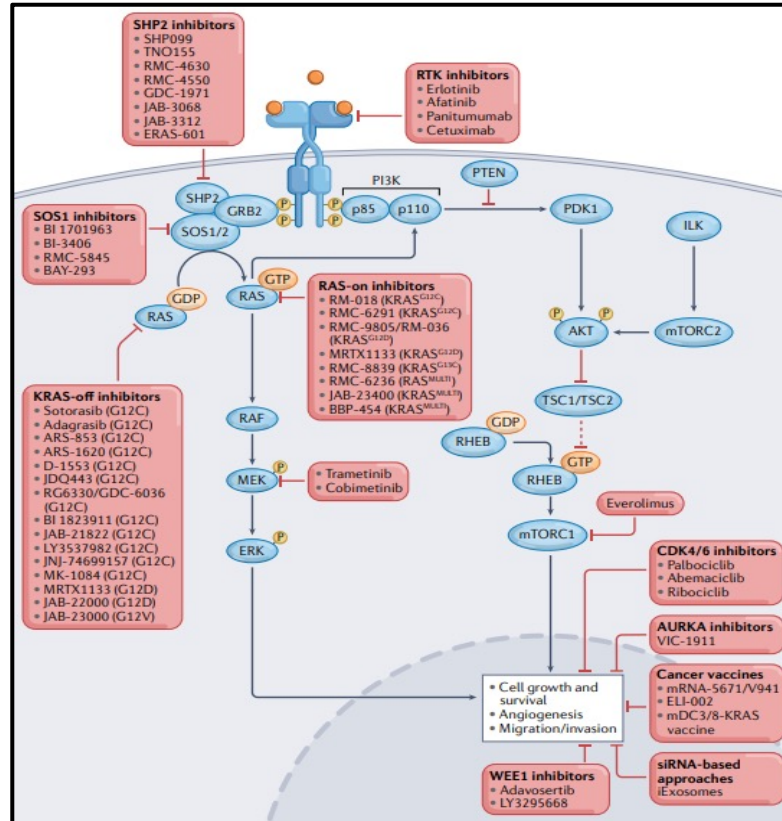 SHP2 inhibitors
• SHP099
• TNO155
• RMC-4630
• RMC-4550
• GDC-1971
• JAB-3068
• JAB-3312
• ERAS-601
RTK inhibitors
• Erlotinib
• Afatinib
• Panitumumab
• Cetuximab
SOS1 inhibitors
• BI 1701963
• BI-3406
• RMC-5845
• BAY-293
SHP2
GRB2
SOS1/2
P
P
P
P
PI3K
p85
p110
PTEN
PDK1
ILK
RAS
GDP
RAS
GTP
RAS-on inhibitors
• RM-018 (KRASG12C)
• RMC-6291 (KRASG12C)
• RMC-9805/RM-036
(KRASG12D)
• MRTX1133 (KRASG12D)
• RMC-8839 (KRASG13C)
• RMC-6236 (RASMULTI)
• JAB-23400 (KRASMULTI)
• BBP-454 (KRASMULTI)
P
P
AKT
mTORC2
TSC1/TSC2
KRAS-off inhibitors
• Sotorasib (G12C)
• Adagrasib (G12C)
• ARS-853 (G12C)
• ARS-1620 (G12C)
• D-1553 (G12C)
• JDQ443 (G12C)
• RG6330/GDC-6036
(G12C)
• BI 1823911 (G12C)
• JAB-21822 (G12C)
• LY3537982 (G12C)
• JNJ-74699157 (G12C)
• MK-1084 (G12C)
• MRTX1133 (G12D)
• JAB-22000 (G12D)
• JAB-23000 (G12V)
RAF
MEK
P
• Trametinib
• Cobimetinib
ERK
P
GDP
RHEB
GTP
RHEB
mTORC1
Everolimus
CDK4/6 inhibitors
• Palbociclib
• Abemaciclib
• Ribociclib
AURKA inhibitors
VIC-1911
Cancer vaccines
• mRNA-5671/V941
• ELI-002
• mDC3/8-KRAS
vaccine
siRNA-based
approaches
iExosomes
• Cell growth and
survival
• Angiogenesis
• Migration/invasion
WEE1 inhibitors
• Adavosertib
• LY3295668